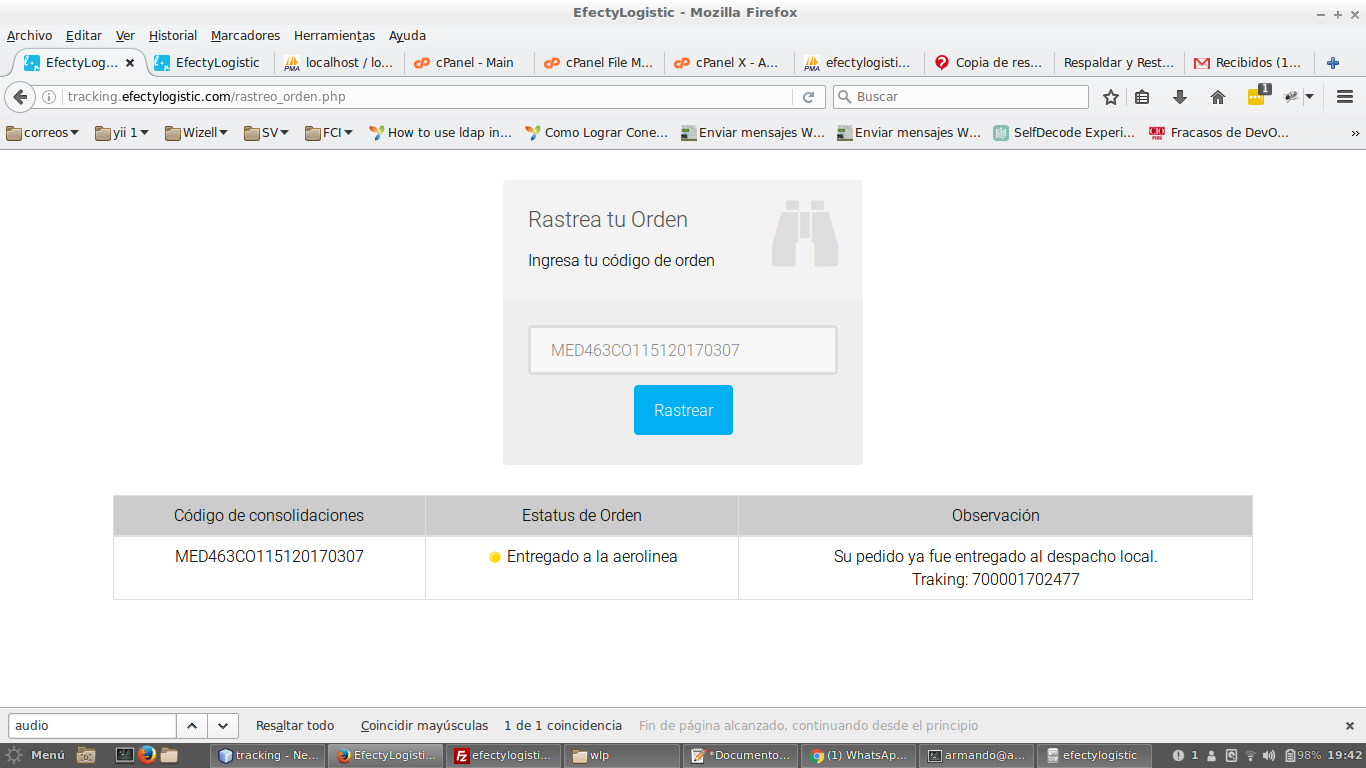 EfectyLogistic - Mozilla Firefox
Archivo Editar Ver Historial Marcadores Herramientas Ayuda
EfectyLog... EfectyLogistic localhost / lo... cPanel - Main cPanel File M... cPanel X - A... efectylogisti... Copia de res... Respaldar y Rest... Recibidos (1...
tracking.efectylogistic.com/rastreo_orden.php Buscar 1
correos yii 1 Wizell SV FCI How to use ldap in... Como Lograr Cone... Enviar mensajes W... Enviar mensajes W... SelfDecode Experi... Fracasos de DevO... »
Rastrea tu Orden
Ingresa tu código de orden
MED463CO115120170307
Rastrear
Código de consolidaciones Estatus de Orden Observación
MED463CO115120170307 Entregado a la aerolinea Su pedido ya fue entregado al despacho local.
Traking: 700001702477
audio Resaltar todo Coincidir mayúsculas 1 de 1 coincidencia Fin de página alcanzado, continuando desde el principio
Menú tracking - Ne... EfectyLogisti... efectylogisti... wlp *Documento... (1) WhatsAp... armando@a... efectylogistic 1 98% 19:42